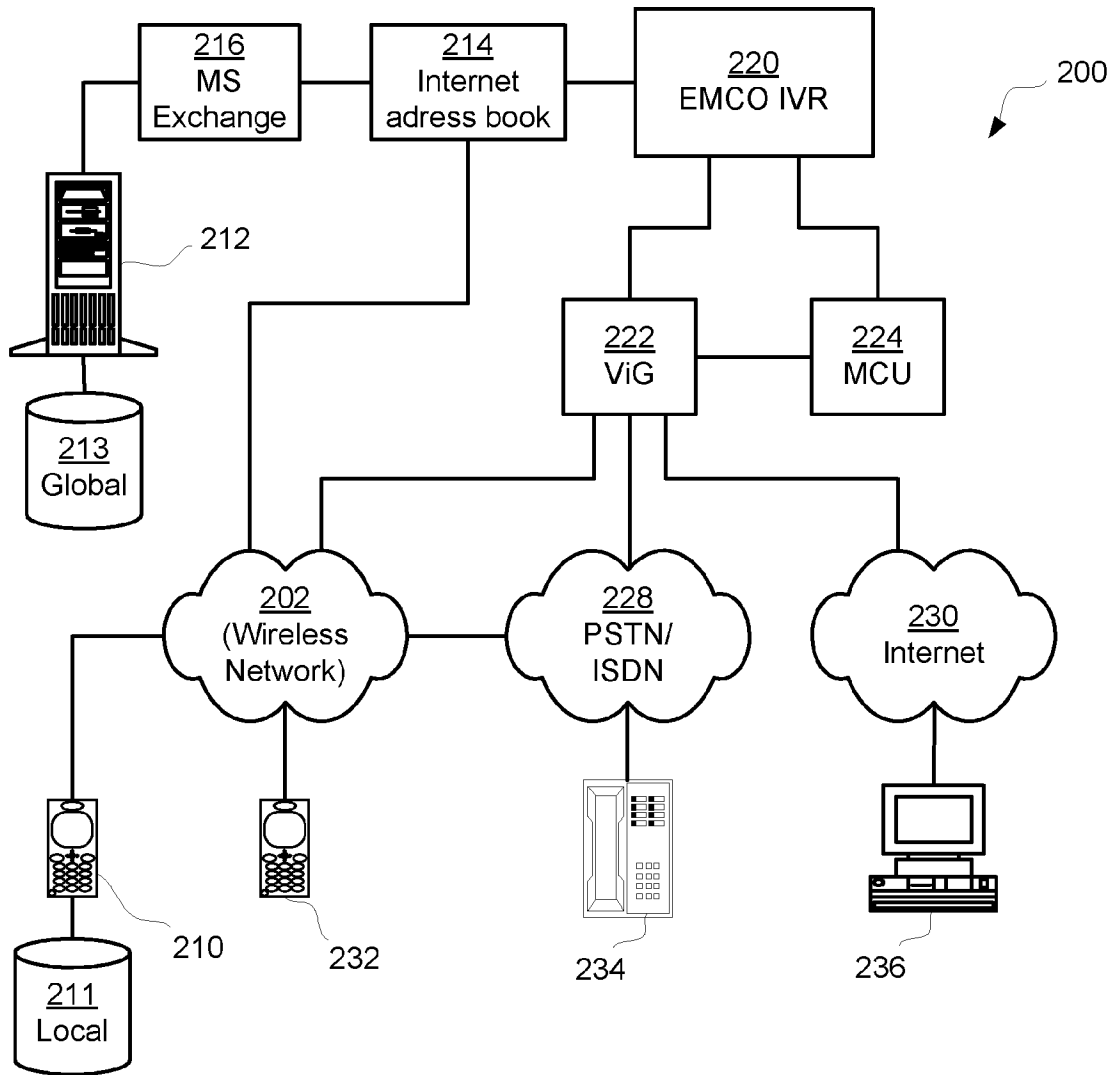 216
MS
Exchange
214
Internet
adress book
220
EMCO IVR
200
212
222
ViG
224
MCU
213
Global
202
(Wireless
Network)
228
PSTN/
ISDN
230
Internet
210
232
234
236
211
Local